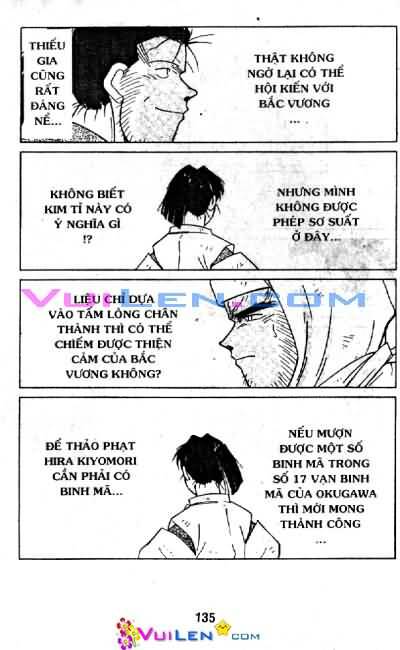 THẬT KHÔNG
NGỜ LẠI CÓ THỂ
HỘI KIẾN VỚI
BẮC VƯƠNG
...
THIẾU
GIA
CŨNG
RẤT
ĐÁNG
NỂ...
NHƯNG MÌNH
KHÔNG ĐƯỢC
PHÉP SƠ SUẤT
Ở ĐÂY...
KHÔNG BIẾT
KIM TỈ NÀY CÓ
Ý NGHĨA GÌ
!?
LIỆU CHỈ DỰA
VÀO TẤM LÒNG CHÂN
THÀNH THÌ CÓ THỂ
CHIẾM ĐƯỢC THIỆN
CẢM CỦA BẮC
VƯƠNG KHÔNG?
VUILEN.COM
NẾU MƯỢN
ĐƯỢC MỘT SỐ
BINH MÃ TRONG
SỐ 17 VẠN BINH
MÃ CỦA OKUGAWA
THÌ MỚI MONG
THÀNH CÔNG
...
ĐỂ THẢO PHẠT
HIRA KIYOMORI
CẦN PHẢI CÓ
BINH MÃ...
135
VUILEN.COM